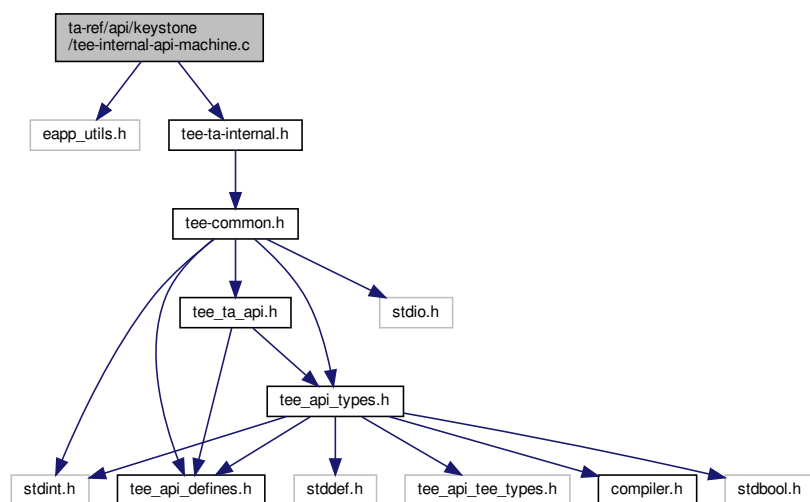 ta-ref/api/keystone
/tee-internal-api-machine.c
eapp_utils.h
tee-ta-internal.h
tee-common.h
tee_ta_api.h
stdio.h
tee_api_types.h
stdint.h
tee_api_defines.h
stddef.h
tee_api_tee_types.h
compiler.h
stdbool.h